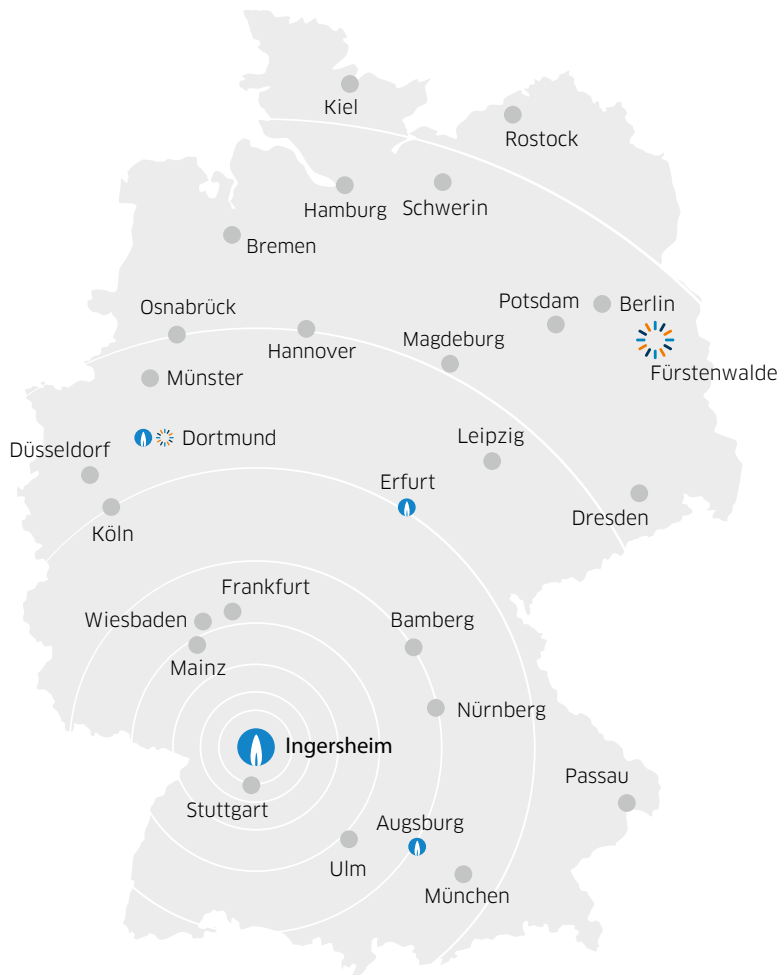 Kiel
Rostock
Hamburg
Schwerin
Bremen
Potsdam
Berlin
Osnabrück
Hannover
Magdeburg
Fürstenwalde
Münster
Dortmund
Leipzig
Düsseldorf
Erfurt
Köln
Dresden
Frankfurt
Wiesbaden
Bamberg
Mainz
Nürnberg
Ingersheim
Passau
Stuttgart
Augsburg
Ulm
München